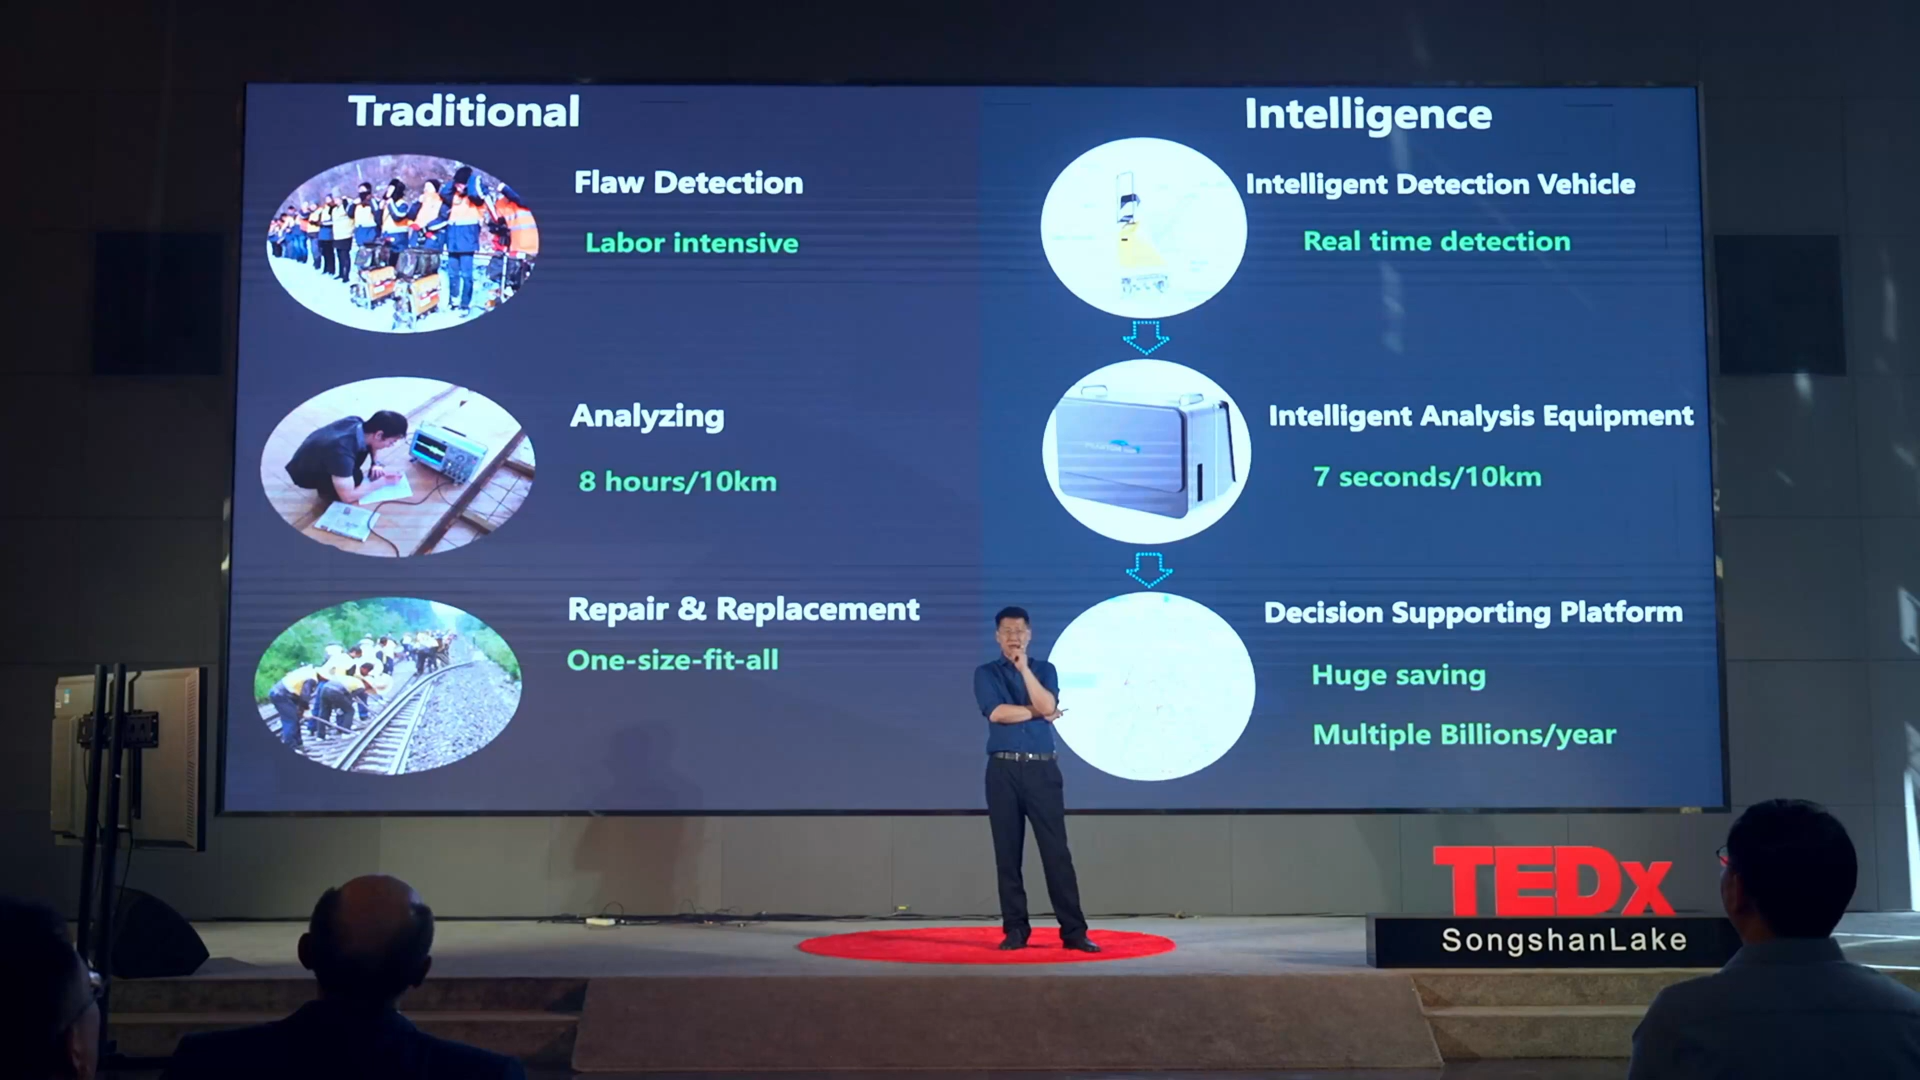 Traditional
Flaw Detection
Labor intensive
Analyzing
8 hours/10km
Repair & Replacement
One-size-fit-all
Intelligence
Intelligent Detection Vehicle
Real time detection
Intelligent Analysis Equipment
7 seconds/10km
Decision Supporting Platform
Huge saving
Multiple Billions/year
TEDx
SongshanLake